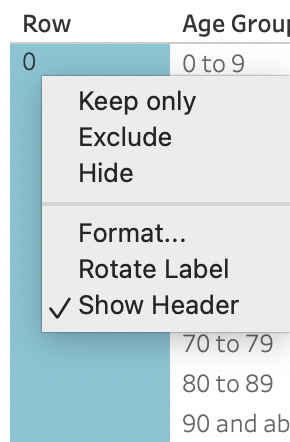 Row Age Grou
0 0 to 9
Keep only
Exclude
Hide
Format...
Rotate Label
✓ Show Header
70 to 79
80 to 89
90 and ab